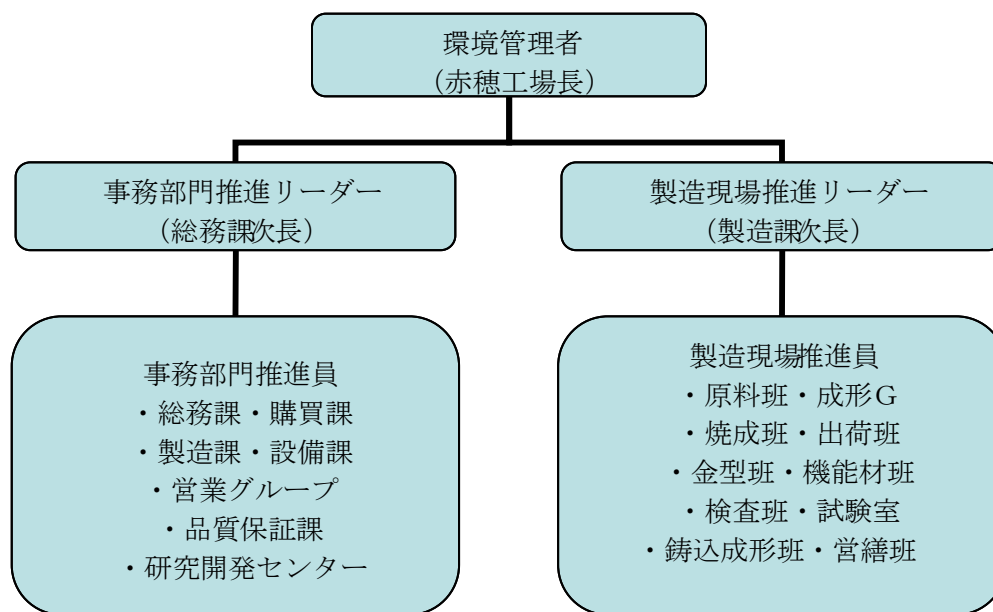 環境管理者
(赤穂工場長)
事務部門推進リーダー
(総務課次長)
製造現場推進リーダー
(製造課次長)
事務部門推進員
・総務課・購買課
・製造課・設備課
・営業グループ
・品質保証課
・研究開発センター
製造現場推進員
・原料班・成形G
・焼成班・出荷班
・金型班・機能材班
・検査班・試験室
・鋳込成形班・営繕班